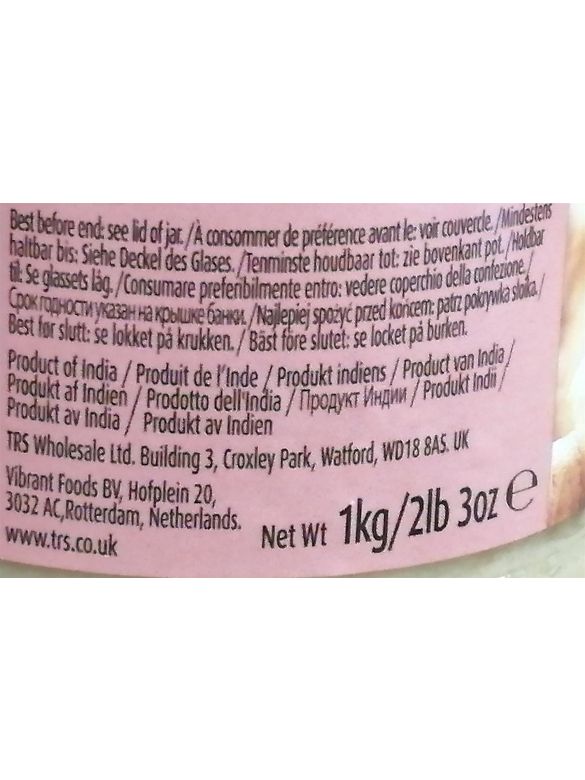 Best before end: see lid of jar. / À consommer de préférence avant le: voir couvercle. / Mindestens
haltbar bis: Siehe Deckel des Glases. / Tenminste houdbaar tot: zie bovenkant pot. / Holdbar
til: Se glassets låg. / Consumare preferibilmente entro: vedere coperchio della confezione. /
Срок годности указан на крышке банки. / Najlepiej spożyć przed końcem: patrz pokrywka słoika. /
Best før slutt: se lokket på krukken. / Bäst före slutet: se locket på burken.
Product of India / Produit de l'Inde / Produkt indiens / Product van India /
Produkt af Indien / Prodotto dell'India / Продукт Индии / Produkt Indii /
Produkt av India / Produkt av Indien
TRS Wholesale Ltd. Building 3, Croxley Park, Watford, WD18 8AS. UK
Vibrant Foods BV, Hofplein 20,
3032 AC,Rotterdam, Netherlands.
www.trs.co.uk
Net Wt 1kg/2lb 3oz ℮